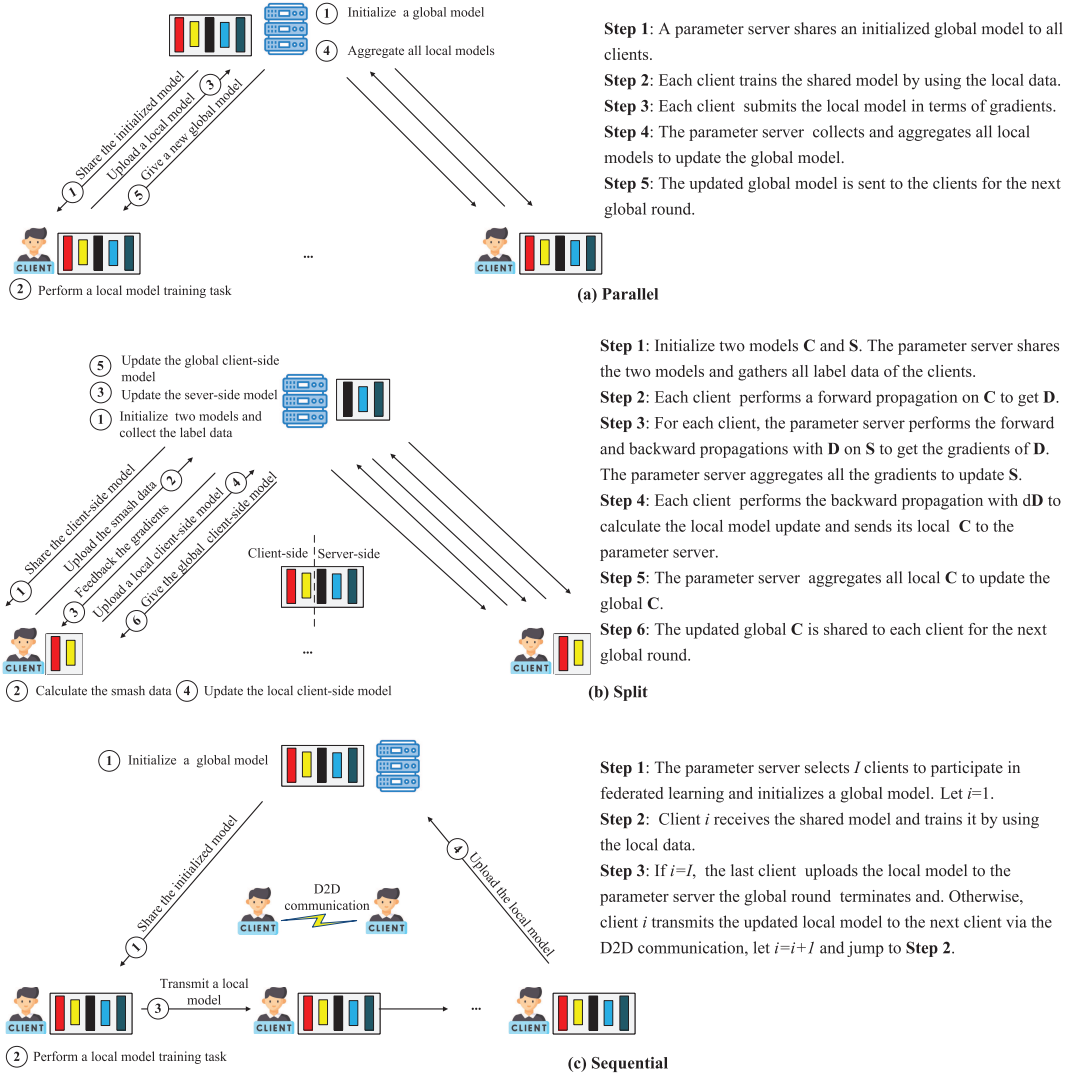 1 Initialize a global model
4 Aggregate all local models
Share the initialized model
1
Upload a local model
3
Give a new global model
5
CLIENT
...
CLIENT
2 Perform a local model training task
Step 1: A parameter server shares an initialized global model to all
clients.
Step 2: Each client trains the shared model by using the local data.
Step 3: Each client submits the local model in terms of gradients.
Step 4: The parameter server collects and aggregates all local
models to update the global model.
Step 5: The updated global model is sent to the clients for the next
global round.
(a) Parallel
5 Update the global client-side
model
3 Update the sever-side model
1 Initialize two models and
collect the label data
1 Share the client-side model
Upload the smash data 2
3 Feedback the gradients
Upload a local client-side model 4
6 Give the global client-side model
Client-side
Server-side
CLIENT
...
CLIENT
2 Calculate the smash data
4 Update the local client-side model
Step 1: Initialize two models C and S. The parameter server shares
the two models and gathers all label data of the clients.
Step 2: Each client performs a forward propagation on C to get D.
Step 3: For each client, the parameter server performs the forward
and backward propagations with D on S to get the gradients of D.
The parameter server aggregates all the gradients to update S.
Step 4: Each client performs the backward propagation with dD to
calculate the local model update and sends its local C to the
parameter server.
Step 5: The parameter server aggregates all local C to update the
global C.
Step 6: The updated global C is shared to each client for the next
global round.
(b) Split
1 Initialize a global model
1 Share the initialized model
4 Upload the local model
D2D
communication
CLIENT
CLIENT
Transmit a local
model
3
CLIENT
CLIENT
...
CLIENT
2 Perform a local model training task
Step 1: The parameter server selects I clients to participate in
federated learning and initializes a global model. Let i=1.
Step 2: Client i receives the shared model and trains it by using
the local data.
Step 3: If i=I, the last client uploads the local model to the
parameter server the global round terminates and. Otherwise,
client i transmits the updated local model to the next client via the
D2D communication, let i=i+1 and jump to Step 2.
(c) Sequential